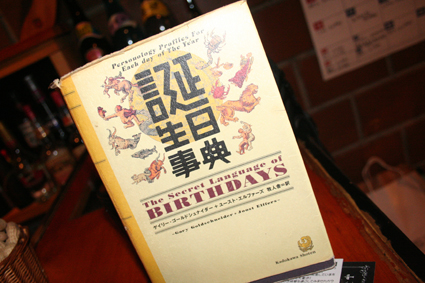 Personology Profiles For
Each day of The Year
誕生日
事典
The Secret Language of
BIRTHDAYS
ゲイリー・ゴールドシュナイダー+ユースト・エルファーズ 牧人舎=訳
Gary Goldschneider + Joost Elffers
Kadokawa Shoten